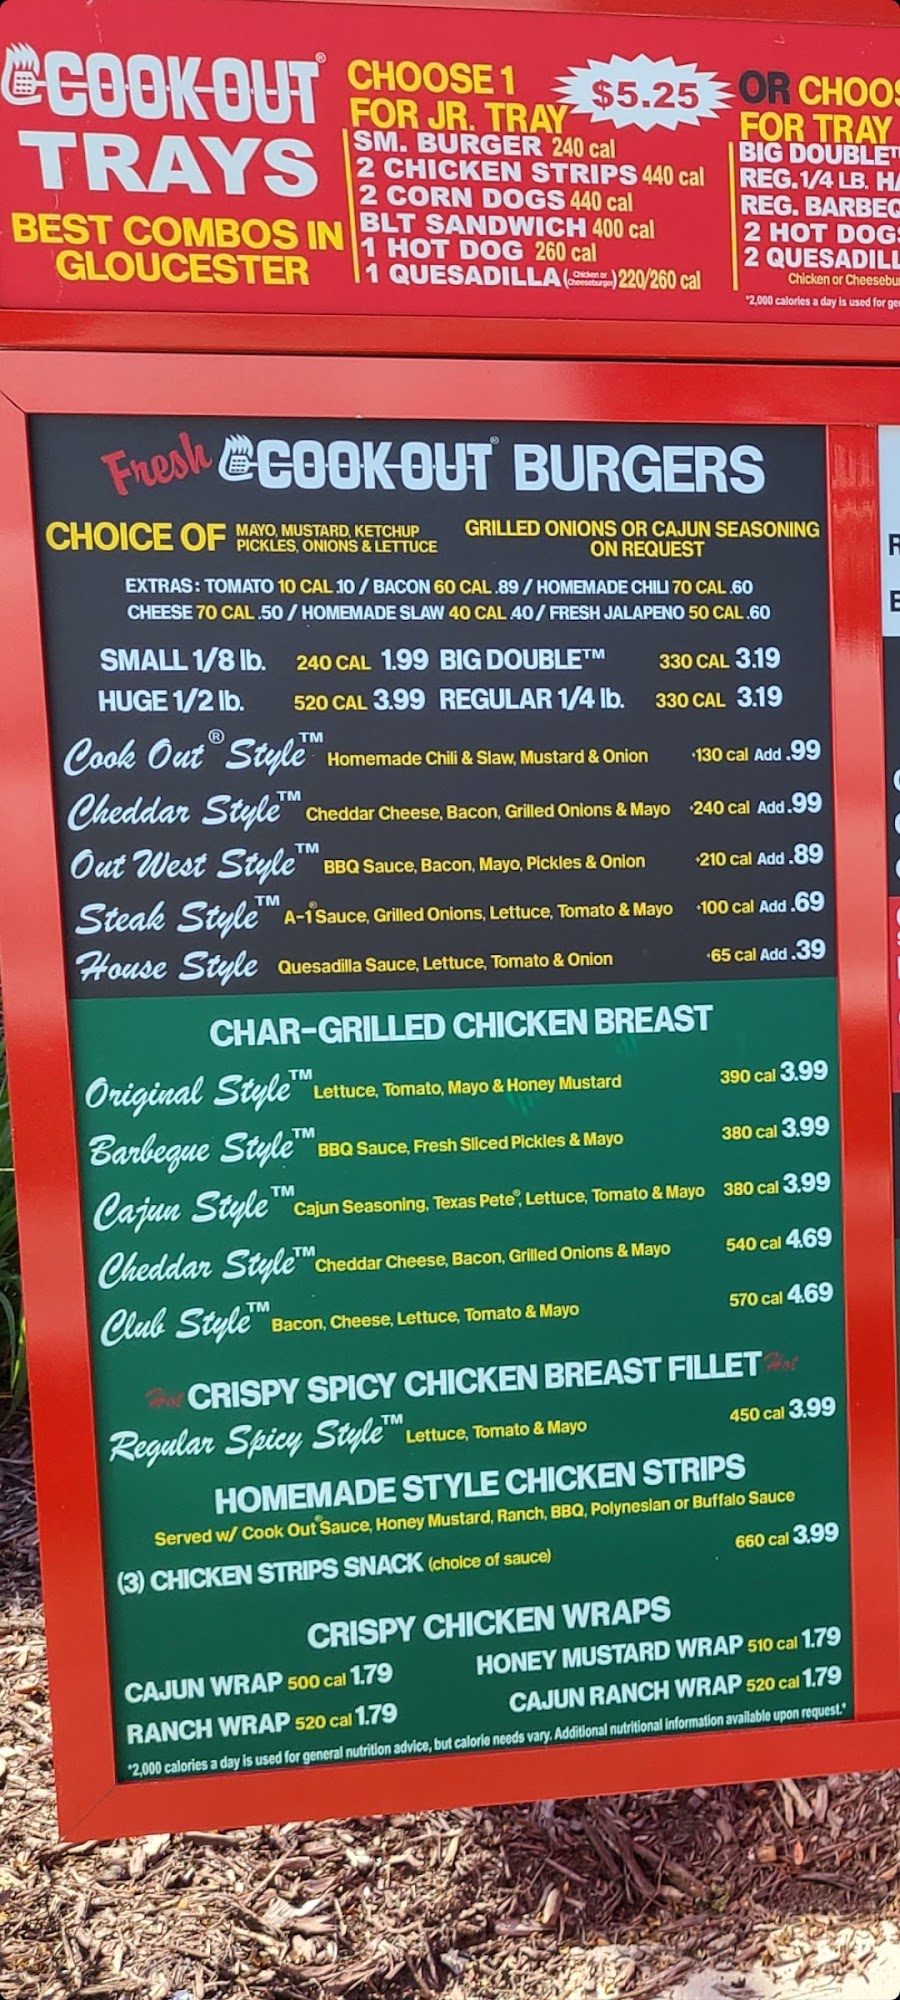 COOK-OUT®
TRAYS
BEST COMBOS IN
GLOUCESTER
CHOOSE 1
FOR JR. TRAY
$5.25
SM. BURGER 240 cal
2 CHICKEN STRIPS 440 cal
2 CORN DOGS 440 cal
BLT SANDWICH 400 cal
1 HOT DOG 260 cal
1 QUESADILLA (Chicken or Cheeseburger) 220/260 cal
OR CHOOS
FOR TRAY
BIG DOUBLE™
REG. 1/4 LB. HA
REG. BARBEQ
2 HOT DOGS
2 QUESADILL
Chicken or Cheesebur
*2,000 calories a day is used for ge
Fresh COOK-OUT® BURGERS
CHOICE OF MAYO, MUSTARD, KETCHUP
PICKLES, ONIONS & LETTUCE
GRILLED ONIONS OR CAJUN SEASONING
ON REQUEST
EXTRAS: TOMATO 10 CAL .10 / BACON 60 CAL .89 / HOMEMADE CHILI 70 CAL .60
CHEESE 70 CAL .50 / HOMEMADE SLAW 40 CAL .40 / FRESH JALAPENO 50 CAL .60
SMALL 1/8 lb. 240 CAL 1.99 BIG DOUBLE™ 330 CAL 3.19
HUGE 1/2 lb. 520 CAL 3.99 REGULAR 1/4 lb. 330 CAL 3.19
Cook Out® Style™ Homemade Chili & Slaw, Mustard & Onion +130 cal Add .99
Cheddar Style™ Cheddar Cheese, Bacon, Grilled Onions & Mayo +240 cal Add .99
Out West Style™ BBQ Sauce, Bacon, Mayo, Pickles & Onion +210 cal Add .89
Steak Style™ A-1® Sauce, Grilled Onions, Lettuce, Tomato & Mayo +100 cal Add .69
House Style Quesadilla Sauce, Lettuce, Tomato & Onion +65 cal Add .39
CHAR-GRILLED CHICKEN BREAST
Original Style™ Lettuce, Tomato, Mayo & Honey Mustard 390 cal 3.99
Barbeque Style™ BBQ Sauce, Fresh Sliced Pickles & Mayo 380 cal 3.99
Cajun Style™ Cajun Seasoning, Texas Pete®, Lettuce, Tomato & Mayo 380 cal 3.99
Cheddar Style™ Cheddar Cheese, Bacon, Grilled Onions & Mayo 540 cal 4.69
Club Style™ Bacon, Cheese, Lettuce, Tomato & Mayo 570 cal 4.69
Hot CRISPY SPICY CHICKEN BREAST FILLET Hot
Regular Spicy Style™ Lettuce, Tomato & Mayo 450 cal 3.99
HOMEMADE STYLE CHICKEN STRIPS
Served w/ Cook Out® Sauce, Honey Mustard, Ranch, BBQ, Polynesian or Buffalo Sauce
(3) CHICKEN STRIPS SNACK (choice of sauce) 660 cal 3.99
CRISPY CHICKEN WRAPS
CAJUN WRAP 500 cal 1.79 HONEY MUSTARD WRAP 510 cal 1.79
RANCH WRAP 520 cal 1.79 CAJUN RANCH WRAP 520 cal 1.79
*2,000 calories a day is used for general nutrition advice, but calorie needs vary. Additional nutritional information available upon request.*